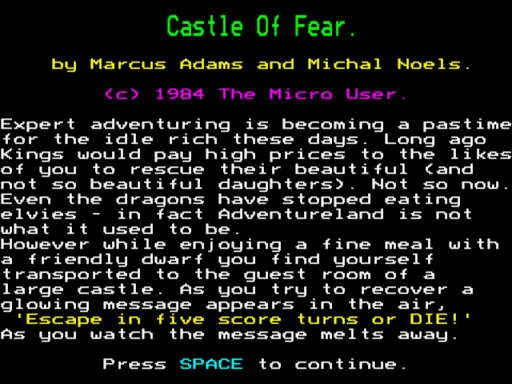 Castle Of Fear.
by Marcus Adams and Michal Noels.
(c) 1984 The Micro User.
Expert adventuring is becoming a pastime
for the idle rich these days. Long ago
Kings would pay high prices to the likes
of you to rescue their beautiful (and
not so beautiful daughters). Not so now.
Even the dragons have stopped eating
elvies - in fact Adventureland is not
what it used to be.
However while enjoying a fine meal with
a friendly dwarf you find yourself
transported to the guest room of a
large castle. As you try to recover a
glowing message appears in the air,
'Escape in five score turns or DIE!'
As you watch the message melts away.
Press SPACE to continue.